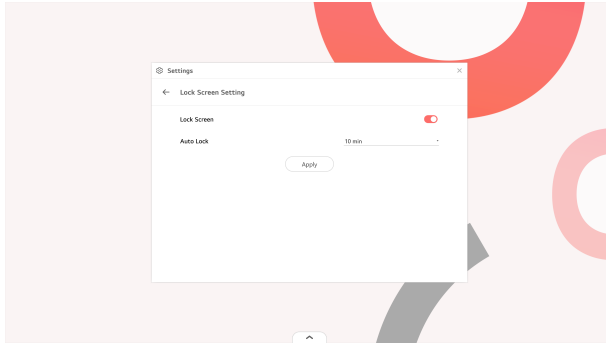 Settings
Lock Screen Setting
Lock Screen
Auto Lock
10 min
Apply